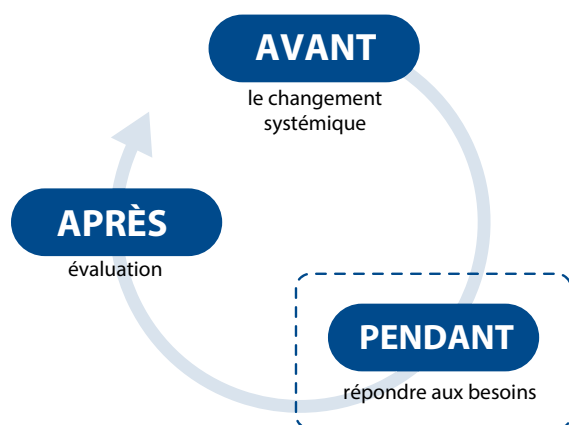 AVANT
le changement
systémique
APRÈS
évaluation
PENDANT
répondre aux besoins